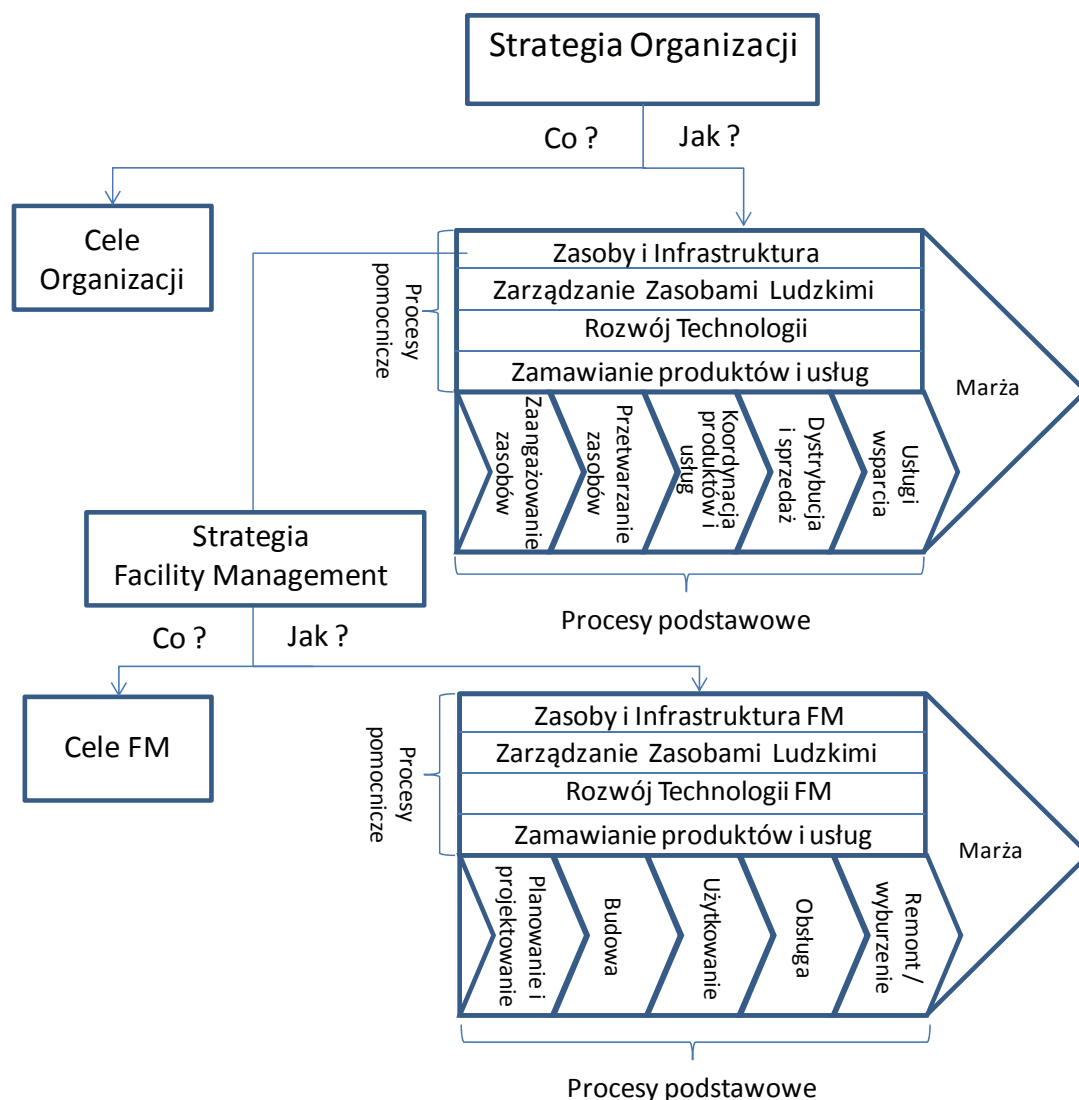 Strategia Organizacji
Co ?
Jak ?
Cele
Organizacji
Procesy
pomocnicze
Zasoby i Infrastruktura
Zarządzanie Zasobami Ludzkimi
Rozwój Technologii
Zamawianie produktów i usług
Zaangażowanie
zasobów
Przetwarzanie
zasobów
Koordynacja
produktów i
usług
Dystrybucja
i sprzedaż
Usługi
wsparcia
Marża
Procesy podstawowe
Strategia
Facility Management
Co ?
Jak ?
Cele FM
Procesy
pomocnicze
Zasoby i Infrastruktura FM
Zarządzanie Zasobami Ludzkimi
Rozwój Technologii FM
Zamawianie produktów i usług
Planowanie i
projektowanie
Budowa
Użytkowanie
Obsługa
Remont /
wyburzenie
Marża
Procesy podstawowe